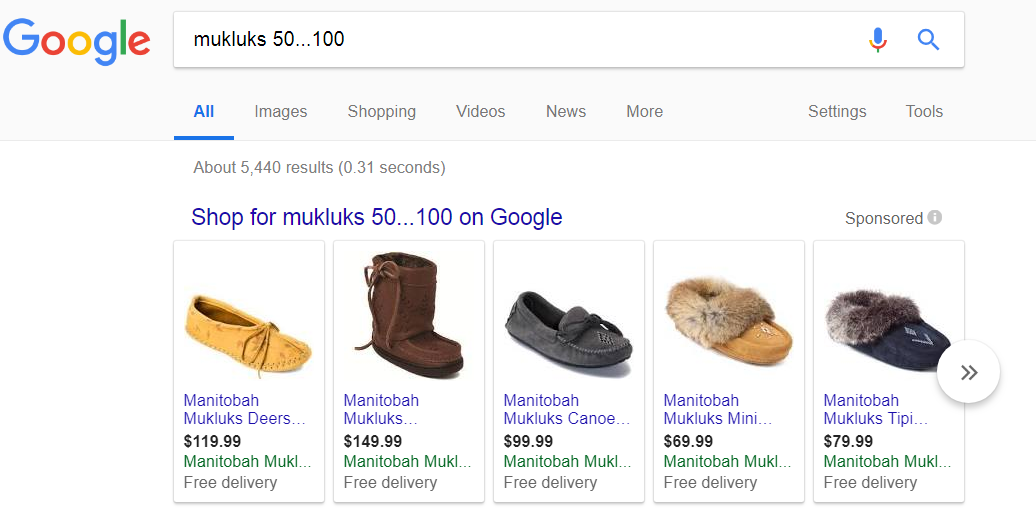 Google
mukluks 50...100
All Images Shopping Videos News More Settings Tools
About 5,440 results (0.31 seconds)
Shop for mukluks 50...100 on Google
Sponsored
Manitobah
Mukluks Deers...
$119.99
Manitobah Mukl...
Free delivery
Manitobah
Mukluks...
$149.99
Manitobah Mukl...
Free delivery
Manitobah
Mukluks Canoe...
$99.99
Manitobah Mukl...
Free delivery
Manitobah
Mukluks Mini...
$69.99
Manitobah Mukl...
Free delivery
Manitobah
Mukluks Tipi...
$79.99
Manitobah Mukl...
Free delivery